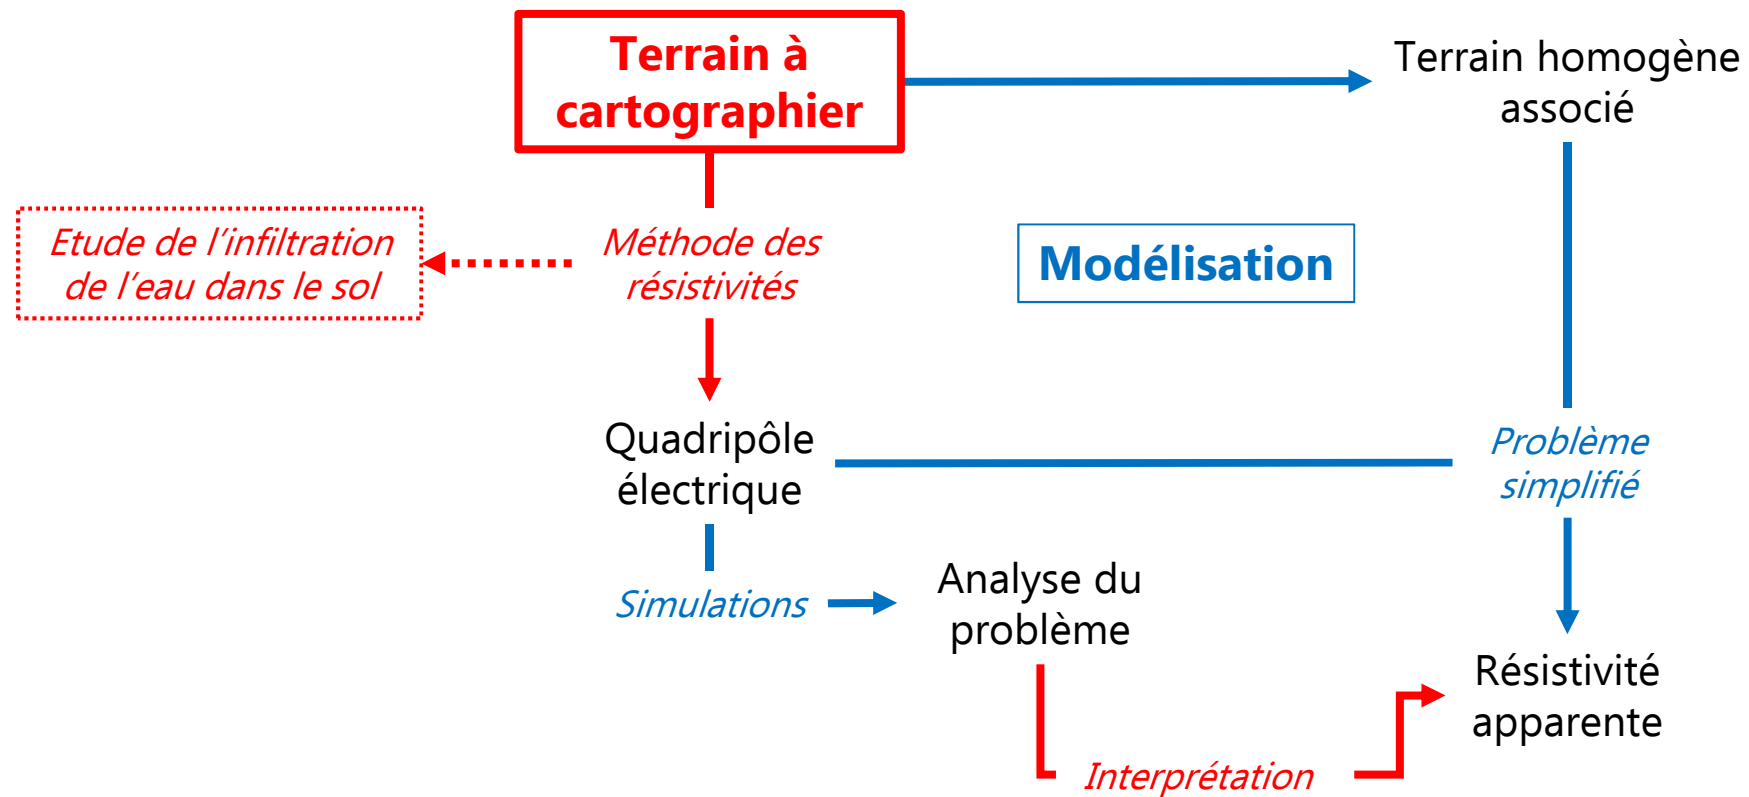 Terrain à
cartographier
Terrain homogène
associé
Etude de l'infiltration
de l'eau dans le sol
Méthode des
résistivités
Modélisation
Quadripôle
électrique
Problème
simplifié
Simulations
Analyse du
problème
Résistivité
apparente
Interprétation